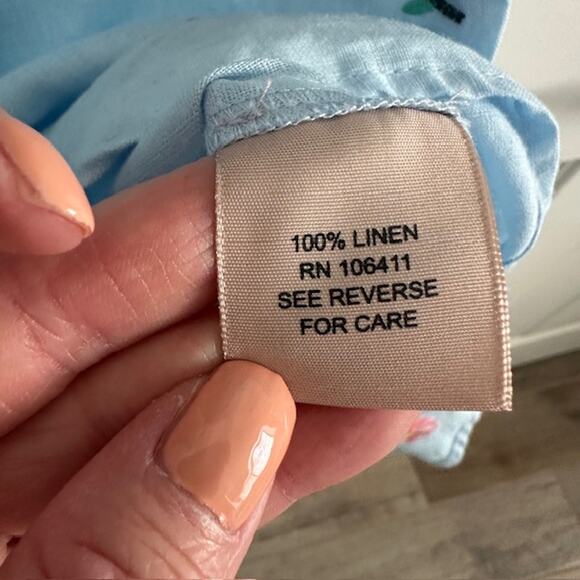 100% LINEN
RN 106411
SEE REVERSE
FOR CARE